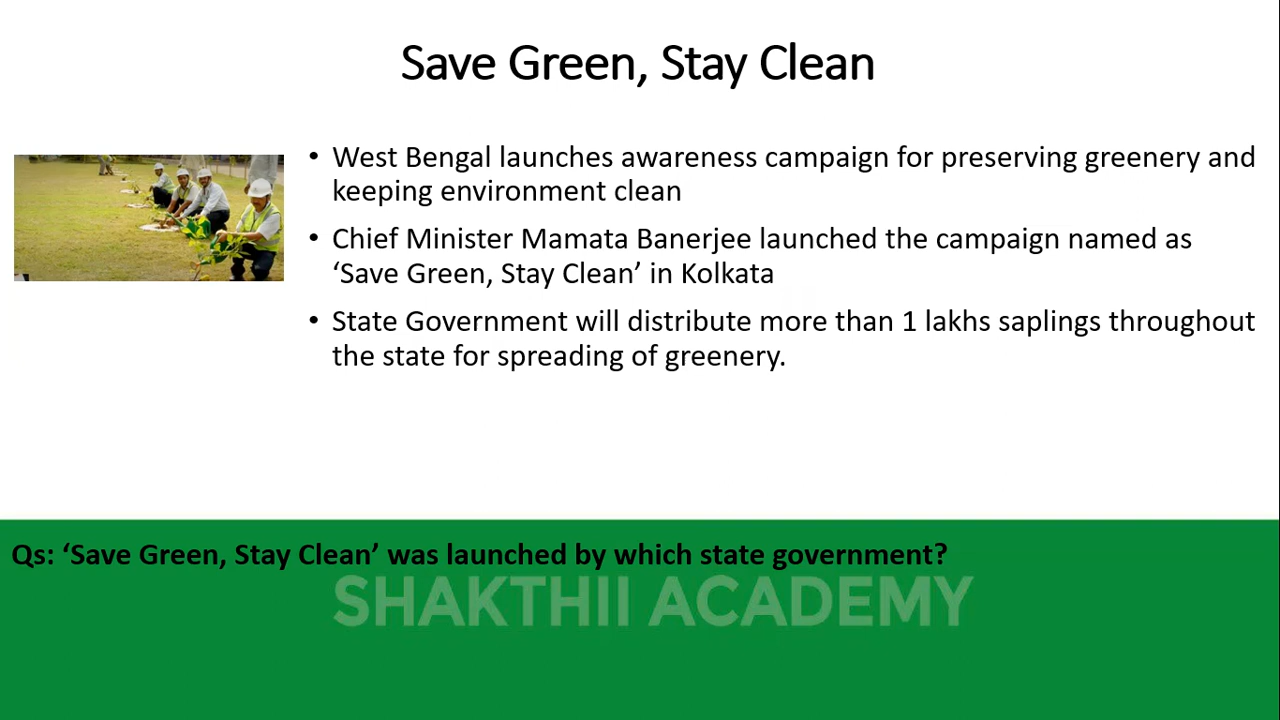 Save Green, Stay Clean
• West Bengal launches awareness campaign for preserving greenery and
keeping environment clean
• Chief Minister Mamata Banerjee launched the campaign named as
‘Save Green, Stay Clean’ in Kolkata
• State Government will distribute more than 1 lakhs saplings throughout
the state for spreading of greenery.
Qs: ‘Save Green, Stay Clean’ was launched by which state government?
SHAKTHII ACADEMY